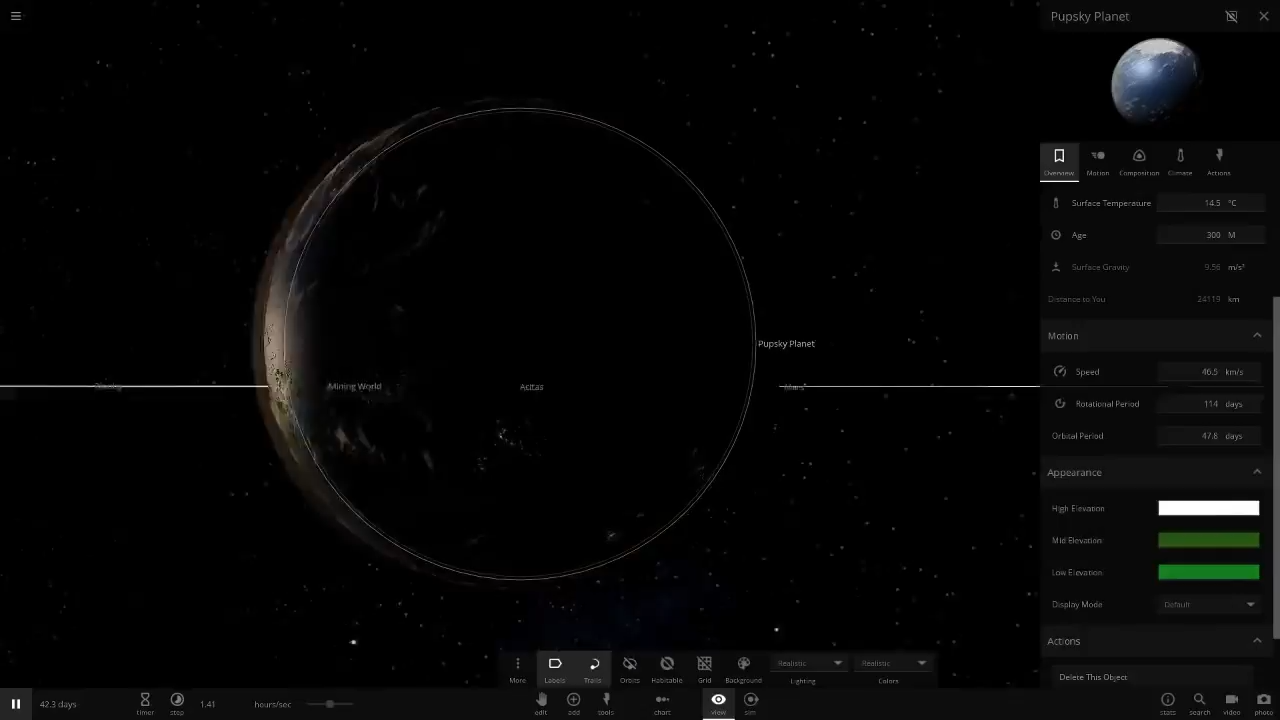 Pupsky Planet
Overview
Motion
Composition
Climate
Actions
Surface Temperature 14.5 °C
Age 300 M
Surface Gravity 9.56 m/s²
Distance to You 24119 km
Motion
Speed 46.5 km/s
Rotational Period 114 days
Orbital Period 47.6 days
Appearance
High Elevation
Mid Elevation
Low Elevation
Display Mode Default
Actions
Delete This Object
Pupsky Planet
Mining World
Mars
More
Labels
Trails
Orbits
Habitable
Grid
Background
Realistic
Lighting
Realistic
Colors
42.3 days
timer
step
1.41 hours/sec
edit
add
tools
chart
view
sim
stats
search
video
photo